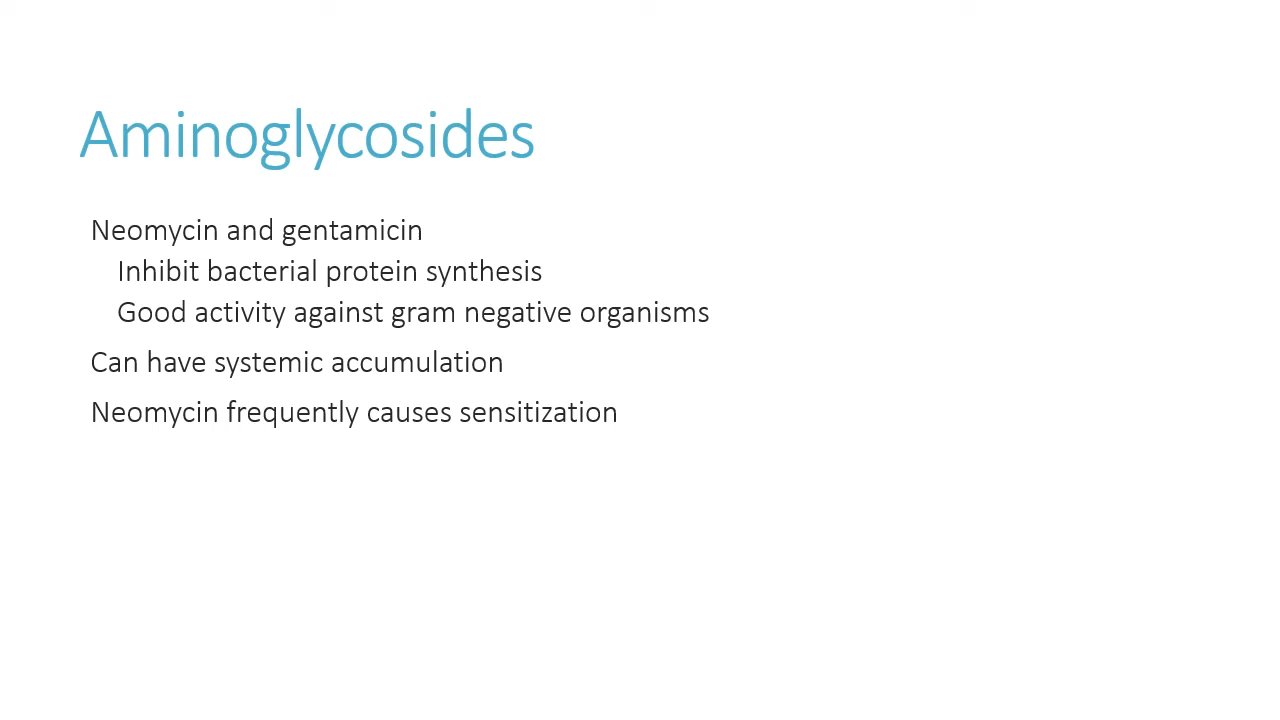 Aminoglycosides
Neomycin and gentamicin
Inhibit bacterial protein synthesis
Good activity against gram negative organisms
Can have systemic accumulation
Neomycin frequently causes sensitization